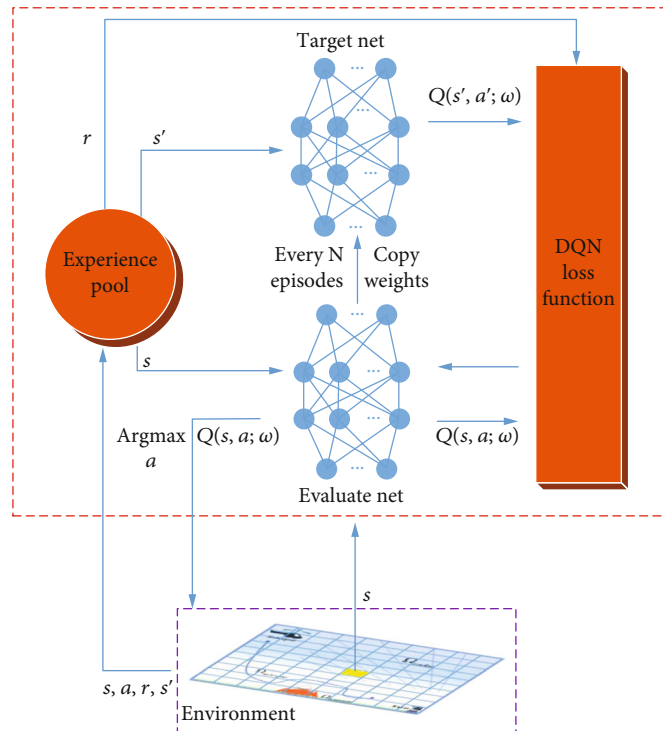 Target net
Q(s′, a′; ω)
r
s′
Experience
pool
Every N
episodes
Copy
weights
DQN
loss
function
s
Argmax
a
Q(s, a; ω)
Q(s, a; ω)
Evaluate net
s
s, a, r, s′
Environment